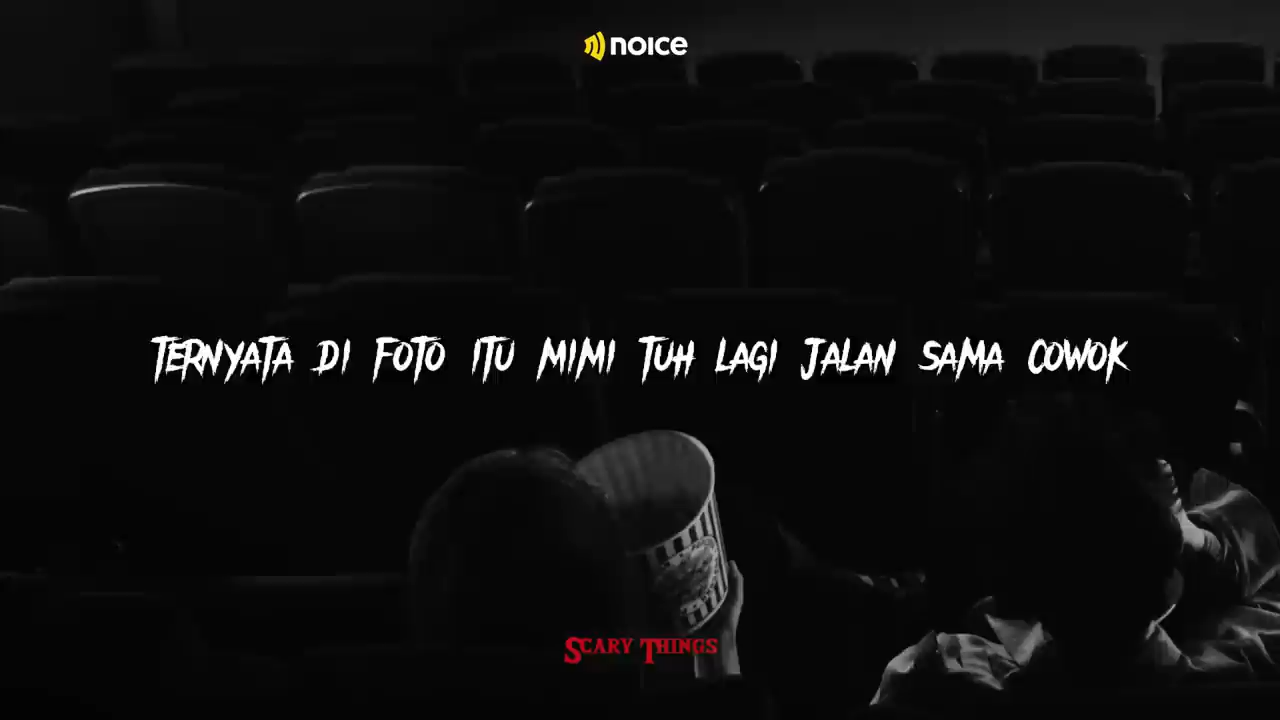 noice
TERNYATA DI FOTO ITU MIMI TUH LAGI JALAN SAMA COWOK
SCARY THINGS